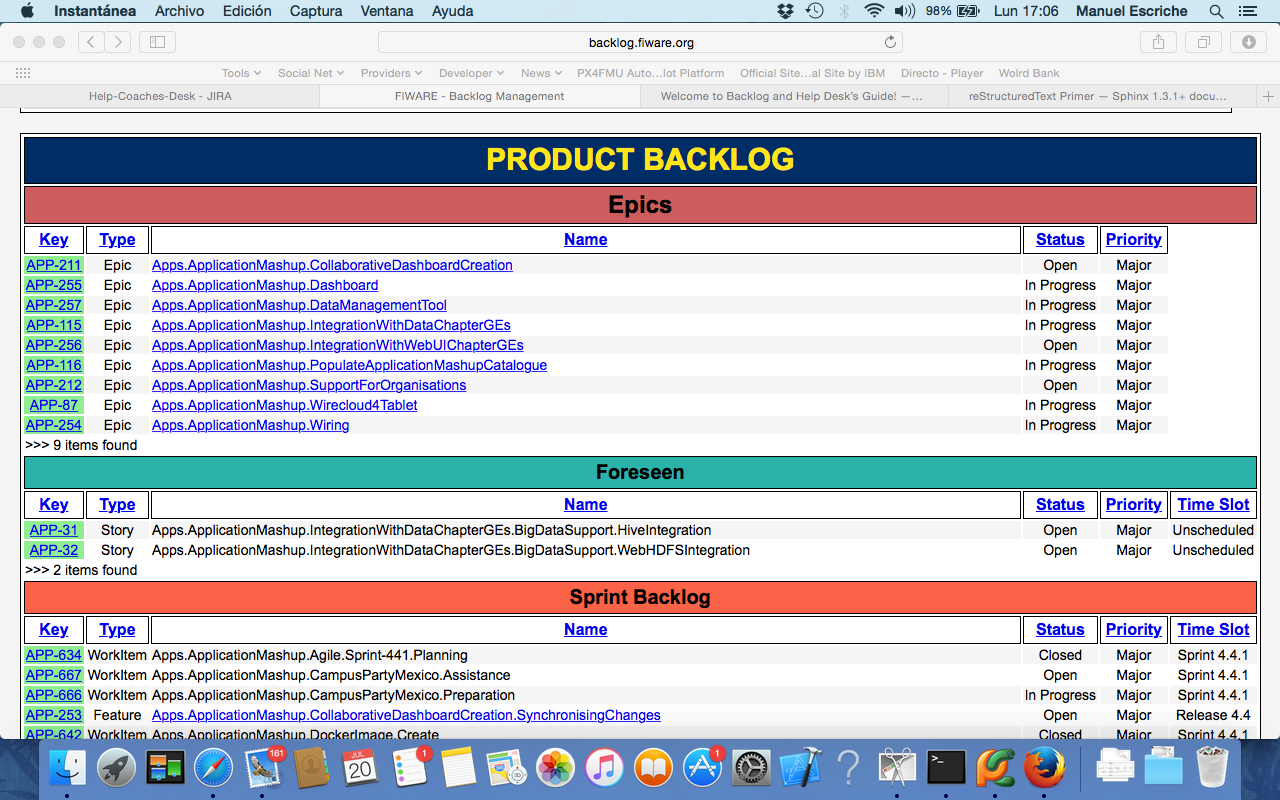 Instantánea Archivo Edición Captura Ventana Ayuda 98% Lun 17:06 Manuel Escriche
backlog.fiware.org
Tools Social Net Providers Developer News PX4FMU Auto...lot Platform Official Site...al Site by IBM Directo - Player Wolrd Bank
Help-Coaches-Desk - JIRA FIWARE - Backlog Management Welcome to Backlog and Help Desk's Guide! —... reStructuredText Primer — Sphinx 1.3.1+ docu...
PRODUCT BACKLOG
Epics
Key Type Name Status Priority
APP-211 Epic Apps.ApplicationMashup.CollaborativeDashboardCreation Open Major
APP-255 Epic Apps.ApplicationMashup.Dashboard In Progress Major
APP-257 Epic Apps.ApplicationMashup.DataManagementTool In Progress Major
APP-115 Epic Apps.ApplicationMashup.IntegrationWithDataChapterGEs In Progress Major
APP-256 Epic Apps.ApplicationMashup.IntegrationWithWebUIChapterGEs Open Major
APP-116 Epic Apps.ApplicationMashup.PopulateApplicationMashupCatalogue In Progress Major
APP-212 Epic Apps.ApplicationMashup.SupportForOrganisations Open Major
APP-87 Epic Apps.ApplicationMashup.Wirecloud4Tablet In Progress Major
APP-254 Epic Apps.ApplicationMashup.Wiring In Progress Major
>>> 9 items found
Foreseen
Key Type Name Status Priority Time Slot
APP-31 Story Apps.ApplicationMashup.IntegrationWithDataChapterGEs.BigDataSupport.HiveIntegration Open Major Unscheduled
APP-32 Story Apps.ApplicationMashup.IntegrationWithDataChapterGEs.BigDataSupport.WebHDFSIntegration Open Major Unscheduled
>>> 2 items found
Sprint Backlog
Key Type Name Status Priority Time Slot
APP-634 WorkItem Apps.ApplicationMashup.Agile.Sprint-441.Planning Closed Major Sprint 4.4.1
APP-667 WorkItem Apps.ApplicationMashup.CampusPartyMexico.Assistance Open Major Sprint 4.4.1
APP-666 WorkItem Apps.ApplicationMashup.CampusPartyMexico.Preparation In Progress Major Sprint 4.4.1
APP-253 Feature Apps.ApplicationMashup.CollaborativeDashboardCreation.SynchronisingChanges Open Major Release 4.4
APP-642 WorkItem Apps.ApplicationMashup.DockerImage.Create Closed Major Sprint 4.4.1
161 JUL 20 1 1